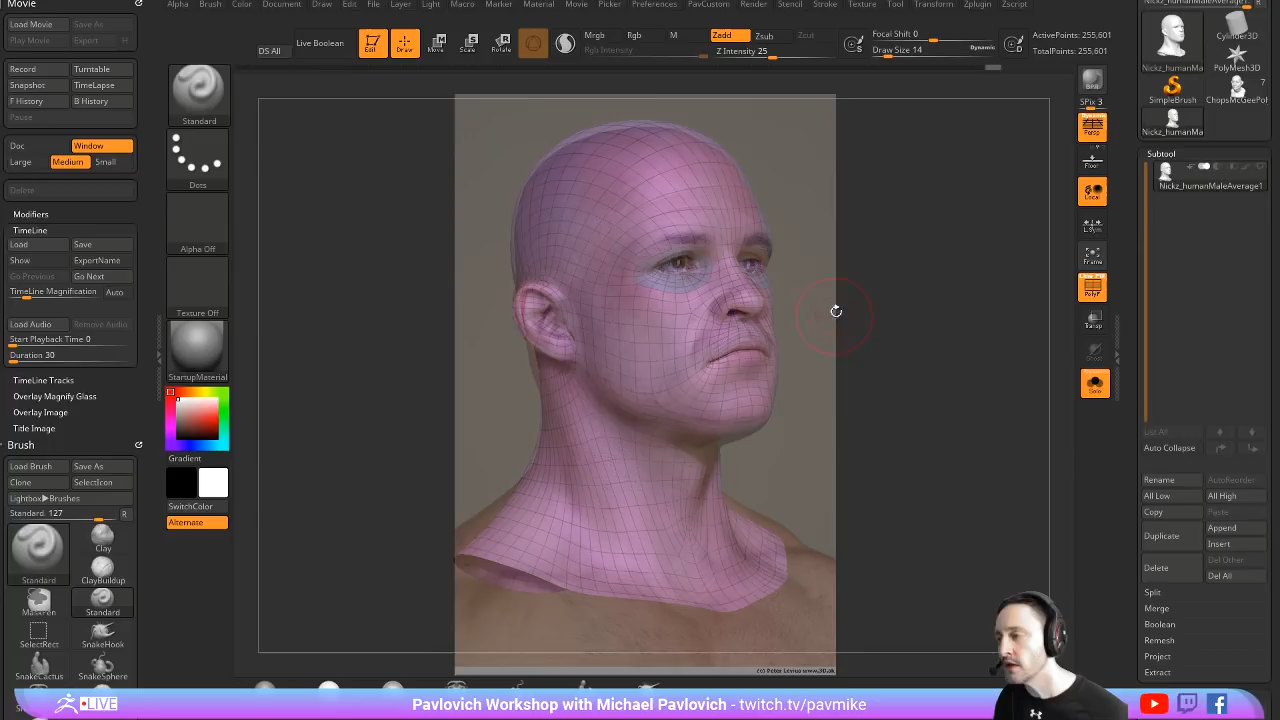 Alpha Brush Color Document Draw Edit File Layer Light Macro Marker Material Movie Picker Preferences PavCustom Render Stencil Stroke Texture Tool Transform Zplugin Zscript
Movie
Load Movie Save As
Play Movie Export H
Record Turntable
Snapshot TimeLapse
F History B History
Pause
Doc Window
Large Medium Small
Delete
Modifiers
TimeLine
Load Save
Show ExportName
Go Previous Go Next
TimeLine Magnification Auto
Load Audio Remove Audio
Start Playback Time 0
Duration 30
TimeLine Tracks
Overlay Magnify Glass
Overlay Image
Title Image
Brush
Load Brush Save As
Clone SelectIcon
Lightbox▶Brushes
Standard. 127 R
Standard
Clay
ClayBuildup
MaskPen Standard
SelectRect SnakeHook
SnakeCactus SnakeSphere
DS All
Live Boolean
Edit Draw Move Scale Rotate
Mrgb Rgb M
Rgb Intensity
Zadd Zsub Zcut
Z Intensity 25
Focal Shift 0
Draw Size 14
Dynamic
ActivePoints: 255,601
TotalPoints: 255,601
Standard
Dots
Alpha Off
Texture Off
StartupMaterial
Gradient
SwitchColor
Alternate
BPR
SPix 3
Dynamic
Persp
Floor
Local
L.Sym
Frame
Line Fill
PolyF
Transp
Ghost
Solo
Nickz_humanMaleAverage1
R
Nickz_humanMa
Cylinder3D
PolyMesh3D
SimpleBrush
7
ChopsMcGeePol
Nickz_humanMa
Subtool
Nickz_humanMaleAverage1
List All
Auto Collapse
Rename AutoReorder
All Low All High
Copy Paste
Duplicate Append
Insert
Delete Del Other
Del All
Split
Merge
Boolean
Remesh
Project
Extract
(c) Peter Levius www.3D.sk
LIVE
Pavlovich Workshop with Michael Pavlovich - twitch.tv/pavmike